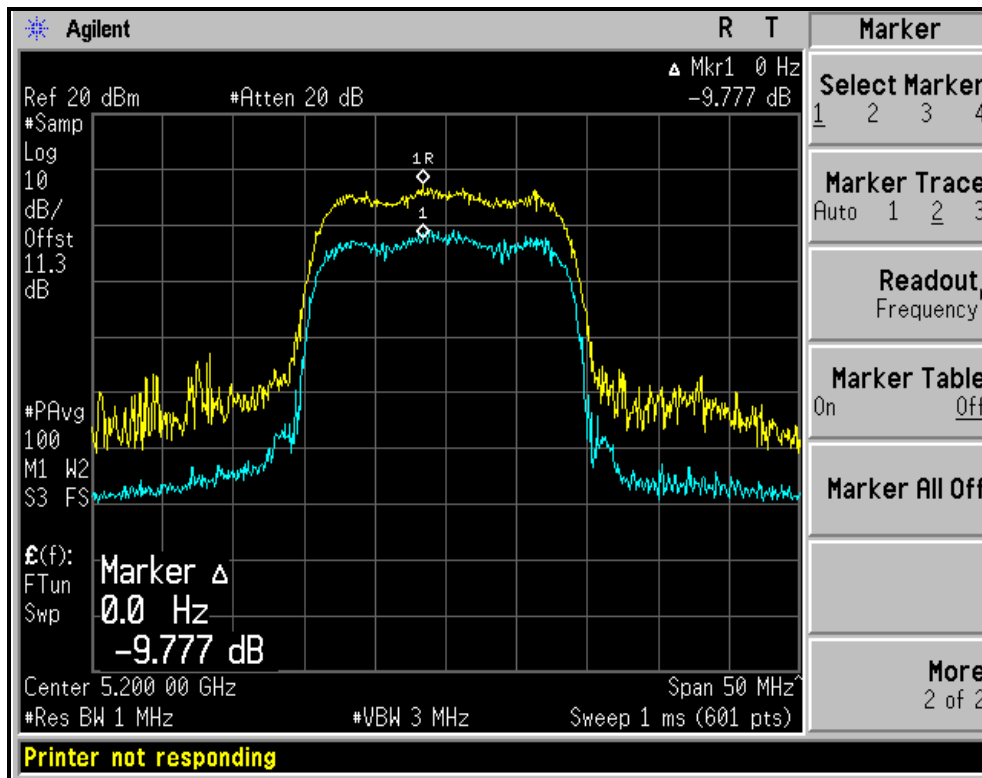 Agilent R T Marker
Δ Mkr1 0 Hz
Ref 20 dBm #Atten 20 dB -9.777 dB
#Samp
Log
10
dB/
Offst
11.3
dB
1R
1
#PAvg
100
M1 W2
S3 FS
£(f):
FTun
Swp
Marker Δ
0.0 Hz
-9.777 dB
Center 5.200 00 GHz Span 50 MHz^
#Res BW 1 MHz #VBW 3 MHz Sweep 1 ms (601 pts)
Printer not responding
Select Marker
1 2 3 4
Marker Trace
Auto 1 2 3
Readout
Frequency
Marker Table
On Off
Marker All Off
More
2 of 2